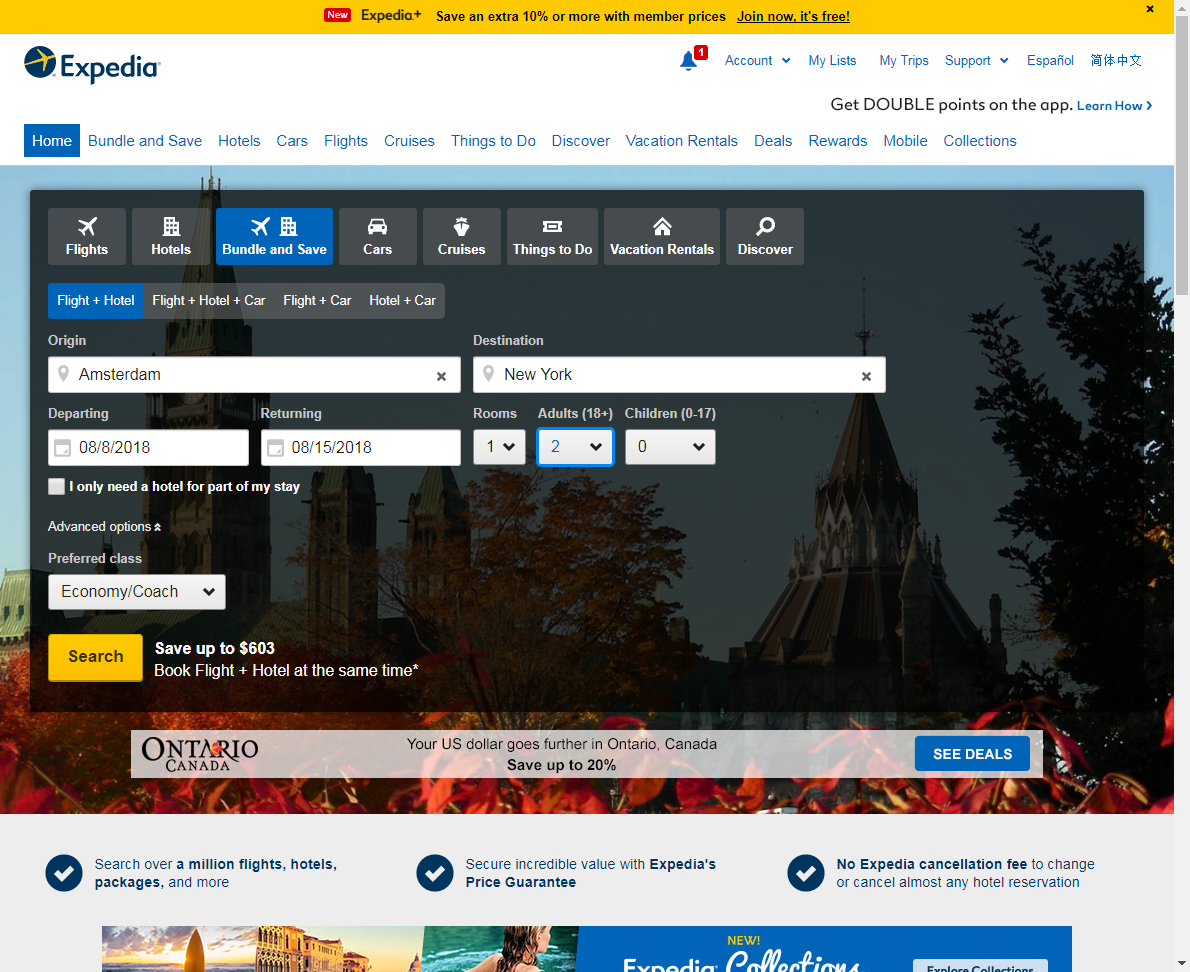 New Expedia+ Save an extra 10% or more with member prices Join now, it's free!
Expedia
1 Account My Lists My Trips Support Español 简体中文
Get DOUBLE points on the app. Learn How
Home Bundle and Save Hotels Cars Flights Cruises Things to Do Discover Vacation Rentals Deals Rewards Mobile Collections
Flights Hotels Bundle and Save Cars Cruises Things to Do Vacation Rentals Discover
Flight + Hotel Flight + Hotel + Car Flight + Car Hotel + Car
Origin Destination
Amsterdam New York
Departing Returning Rooms Adults (18+) Children (0-17)
08/8/2018 08/15/2018 1 2 0
I only need a hotel for part of my stay
Advanced options
Preferred class
Economy/Coach
Search
Save up to $603
Book Flight + Hotel at the same time*
ONTARIO
CANADA
Your US dollar goes further in Ontario, Canada
Save up to 20%
SEE DEALS
Search over a million flights, hotels,
packages, and more
Secure incredible value with Expedia's
Price Guarantee
No Expedia cancellation fee to change
or cancel almost any hotel reservation
NEW!
Expedia Collections
Explore Collections